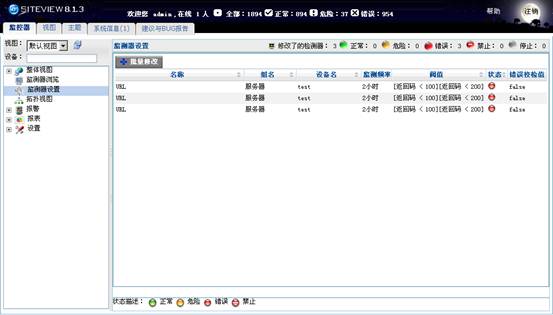 SITEVIEW 8.1.3 欢迎您 admin,在线 1 人 全部:1894 正常:894 危险:37 错误:954 帮助 注销
监控器 视图 主题 系统信息(1) 建议与BUG报告
视图: 默认视图
设备:
监测器设置 修改了的检测器: 3 正常: 0 危险: 0 错误: 3 禁止: 0 停止: 0
批量修改
名称 组名 设备名 监测频率 阈值 状态 错误校验值
URL 服务器 test 2小时 [返回码 < 100][返回码 < 200] false
URL 服务器 test 2小时 [返回码 < 100][返回码 < 200] false
URL 服务器 test 2小时 [返回码 < 100][返回码 < 200] false
整体视图
监测器浏览
监测器设置
拓扑视图
报警
报表
设置
状态描述: 正常 危险 错误 禁止